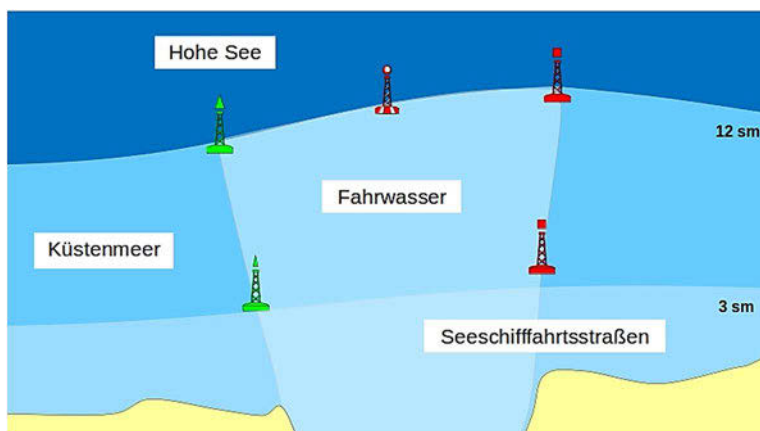 Hohe See
12 sm
Fahrwasser
Küstenmeer
3 sm
Seeschifffahrtsstraßen